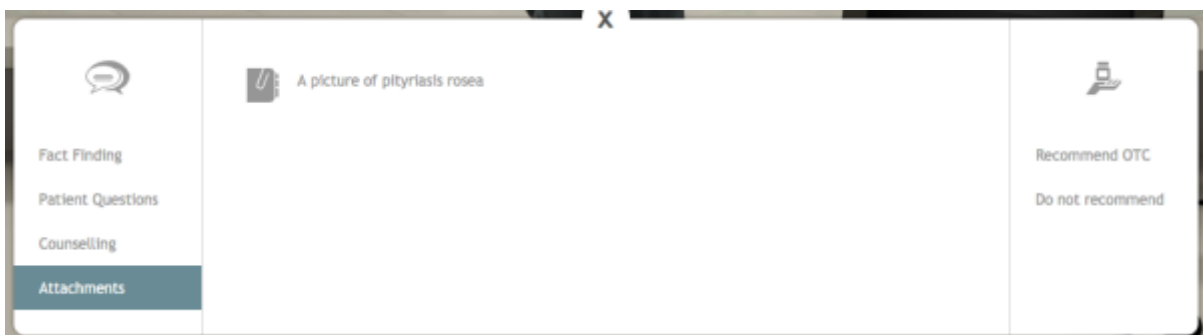 X
Fact Finding
Patient Questions
Counselling
Attachments
A picture of pityriasis rosea
Recommend OTC
Do not recommend